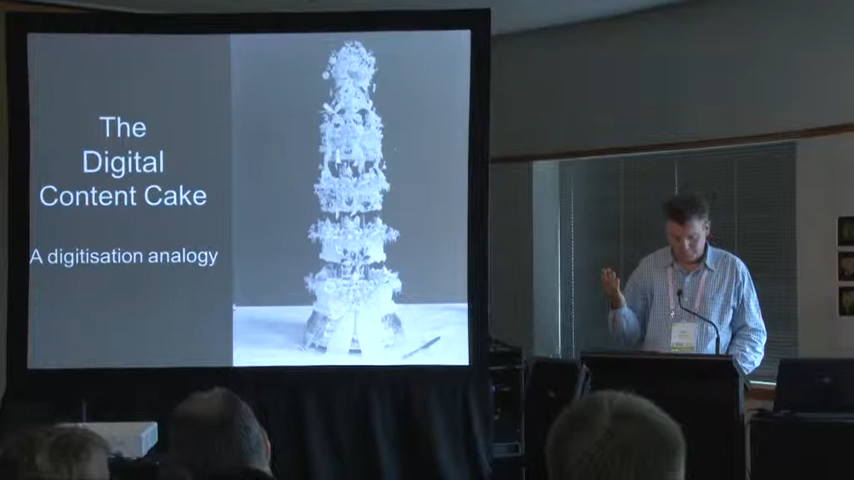 The
Digital
Content Cake
A digitisation analogy